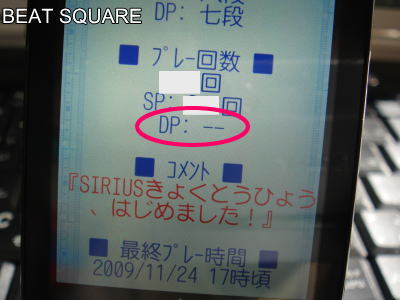 BEAT SQUARE
DP: 七段
■ プレー回数 ■
回
SP: 回
DP: --
■ コメント ■
『SIRIUSきょくとうひょう
、はじめました!』
■ 最終プレー時間 ■
2009/11/24 17時頃